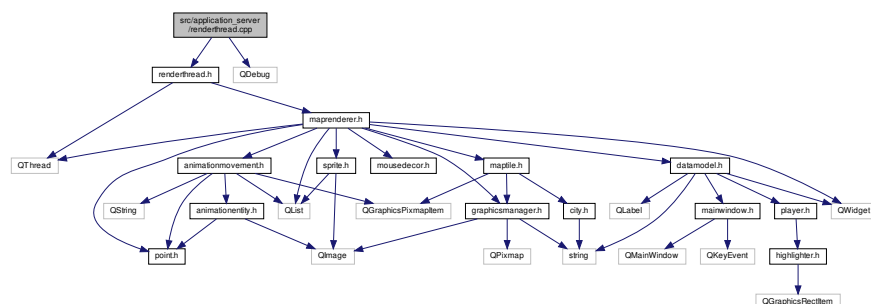 src/application_server
/renderthread.cpp
renderthread.h
QDebug
maprenderer.h
QThread
animationmovement.h
sprite.h
mousedecor.h
maptile.h
datamodel.h
QString
animationentity.h
QList
QGraphicsPixmapItem
graphicsmanager.h
city.h
QLabel
mainwindow.h
player.h
QWidget
point.h
QImage
QPixmap
string
QMainWindow
QKeyEvent
highlighter.h
QGraphicsRectItem